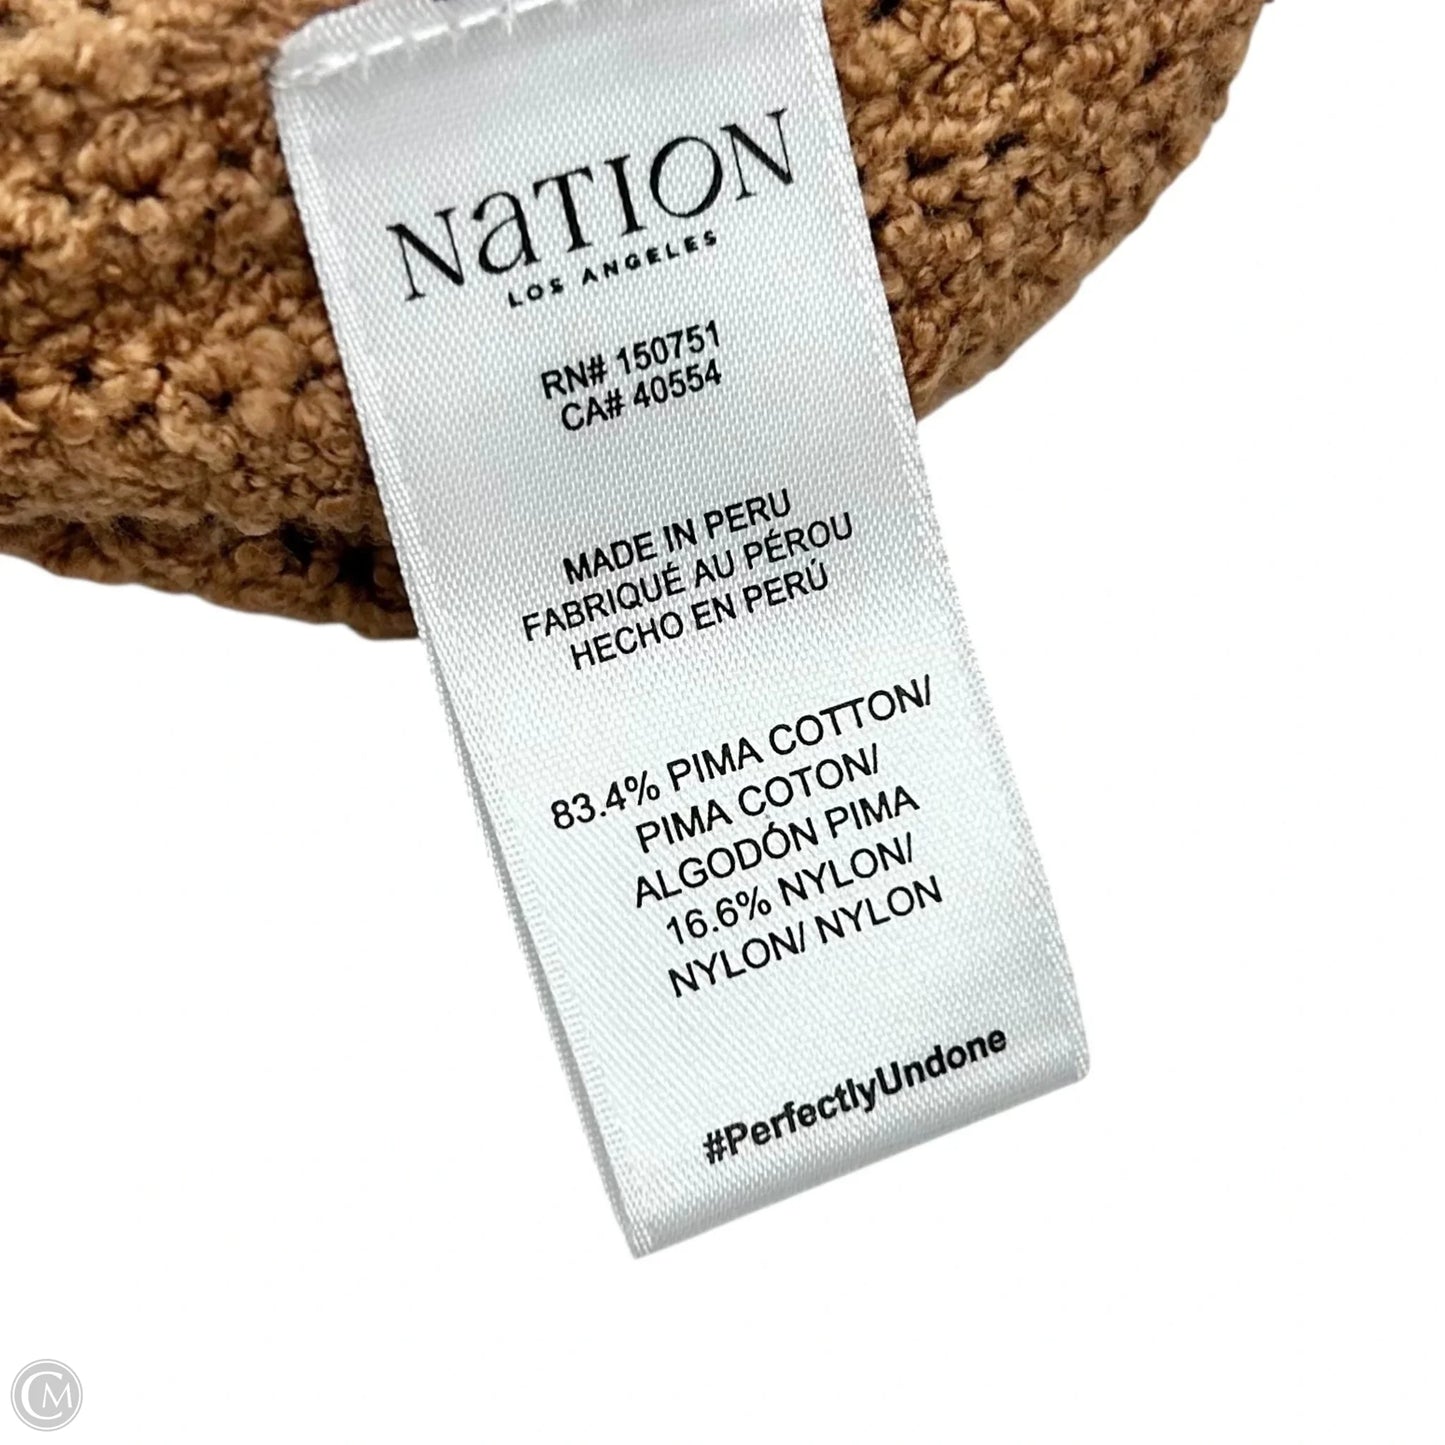 NaTION
LOS ANGELES
RN# 150751
CA# 40554
MADE IN PERU
FABRIQUÉ AU PÉROU
HECHO EN PERÚ
83.4% PIMA COTTON/
PIMA COTON/
ALGODÓN PIMA
16.6% NYLON/
NYLON/ NYLON
#PerfectlyUndone
CM